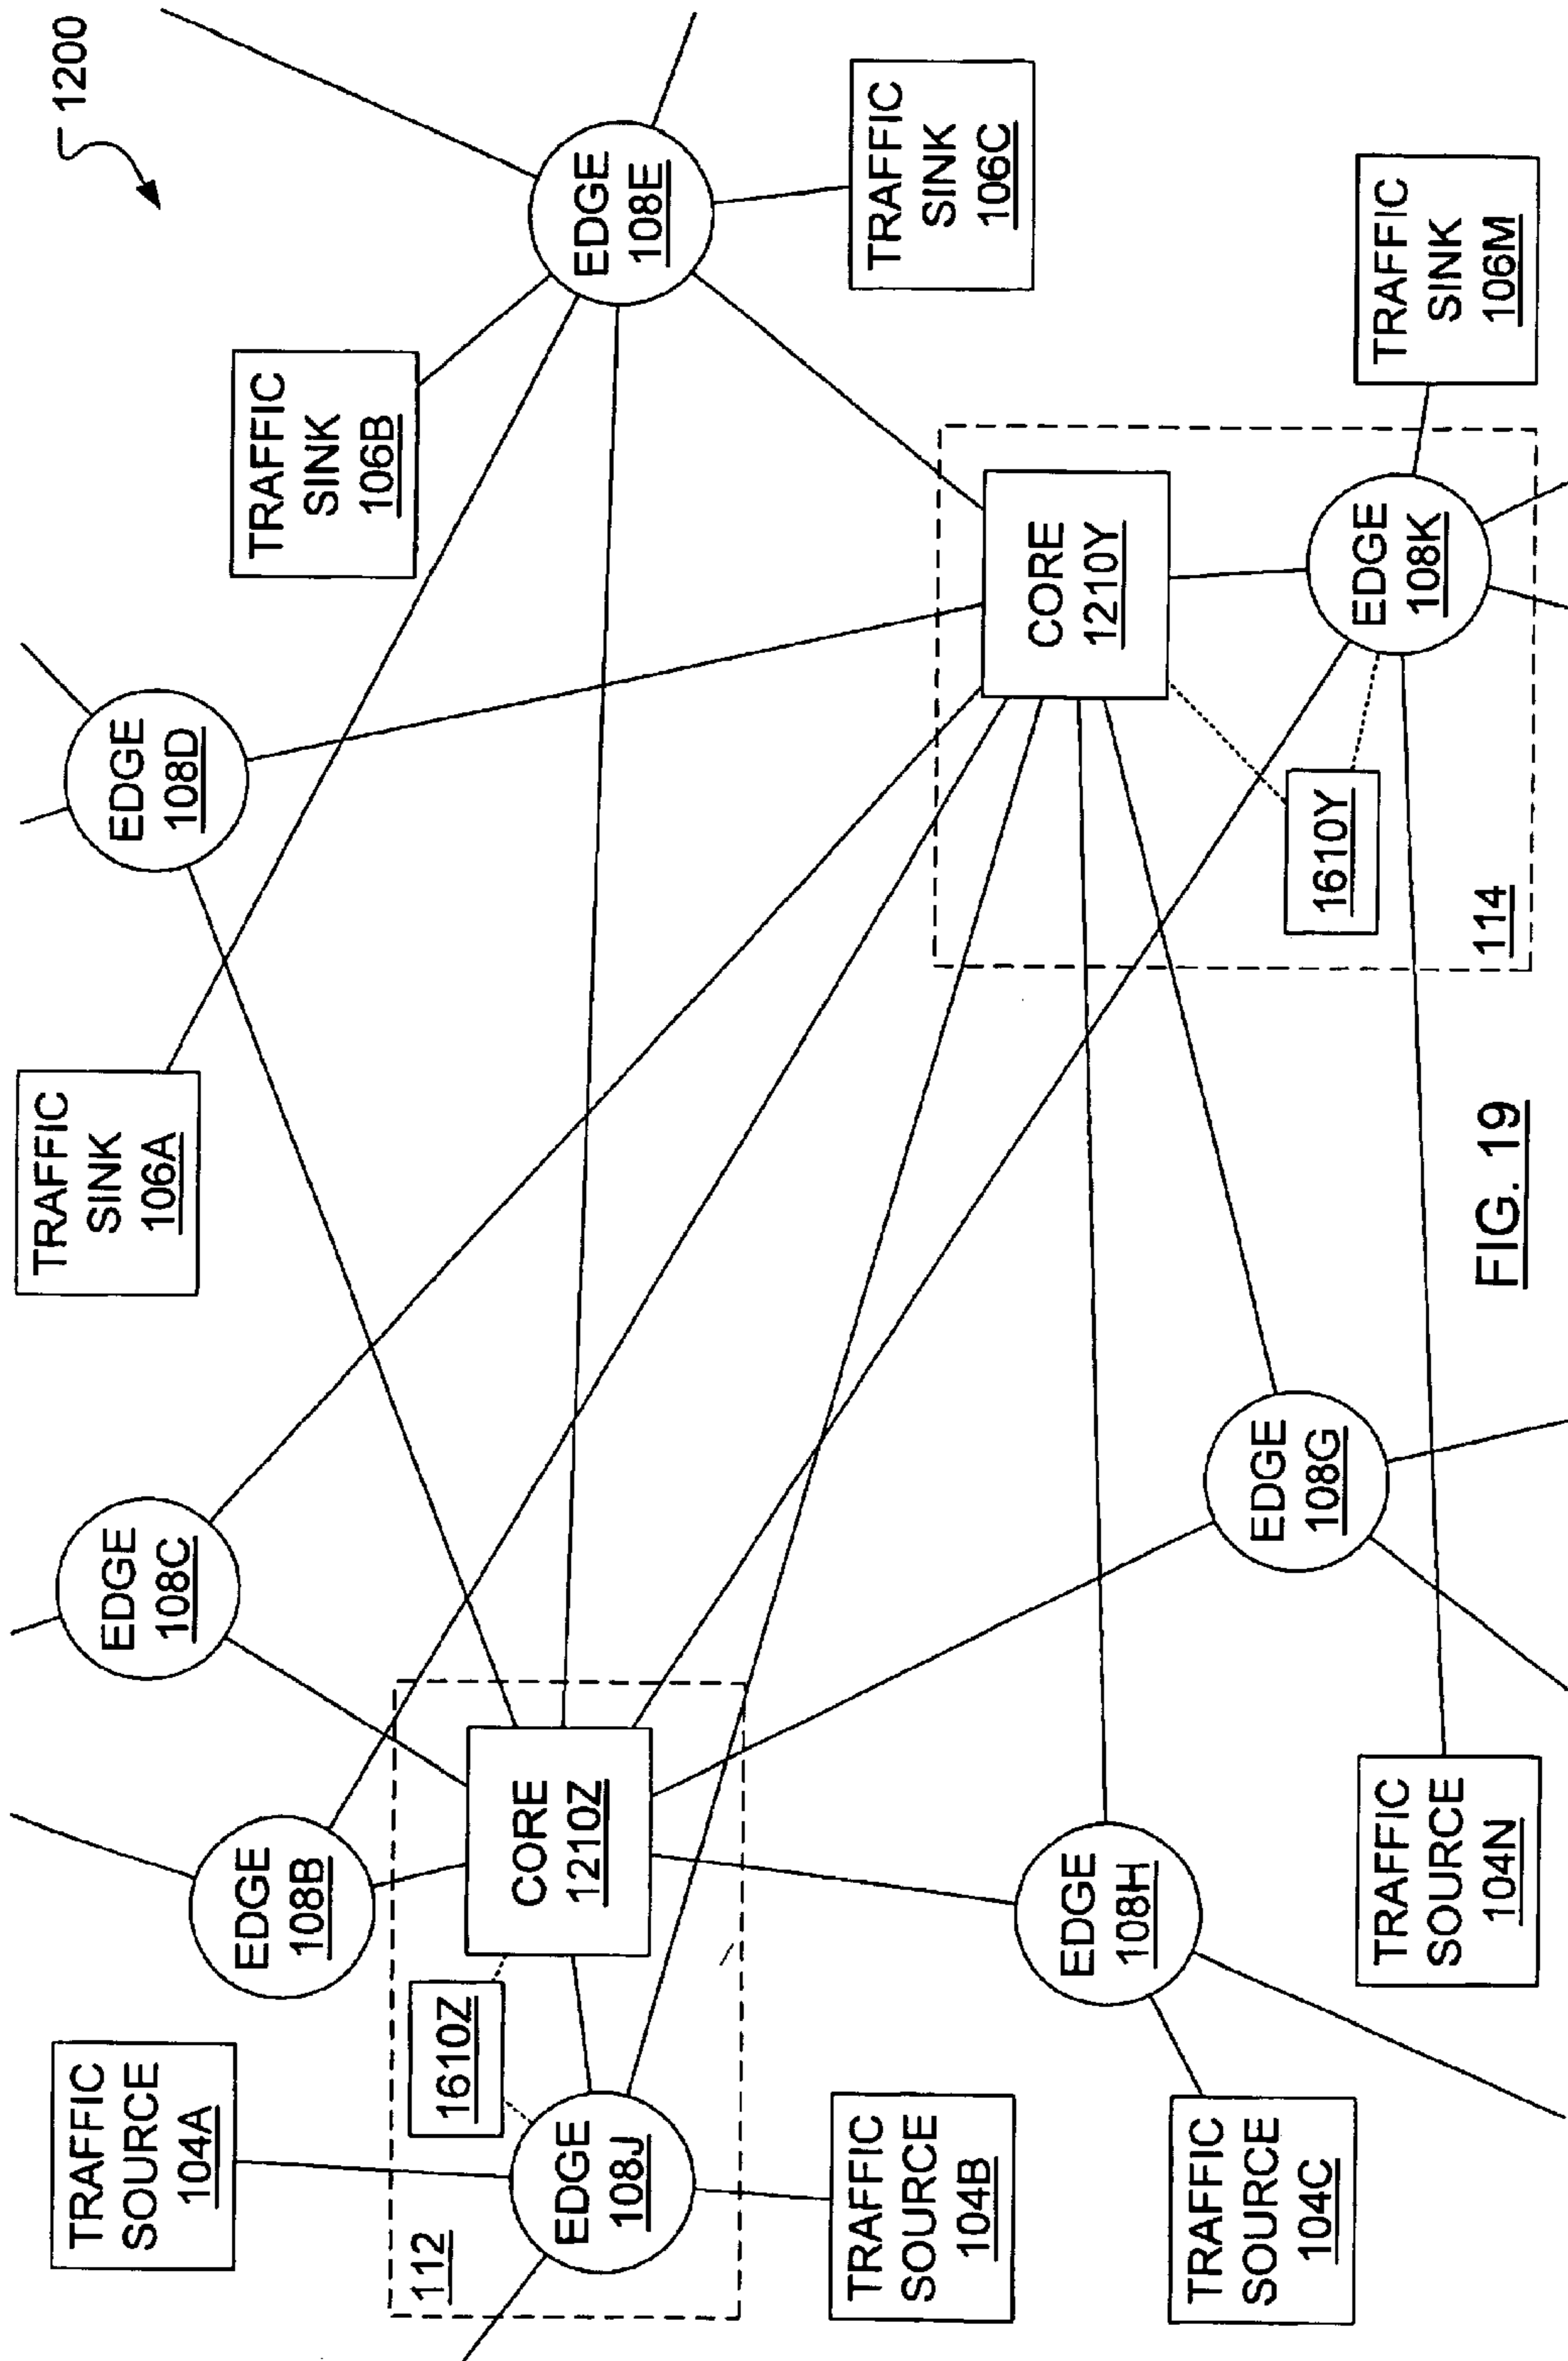 1200
TRAFFIC
SOURCE
104A
EDGE
108B
EDGE
108C
TRAFFIC
SINK
106A
EDGE
108D
TRAFFIC
SINK
106B
EDGE
108E
TRAFFIC
SINK
106C
112
1610Z
EDGE
108J
CORE
1210Z
TRAFFIC
SOURCE
104B
CORE
1210Y
1610Y
114
EDGE
108K
TRAFFIC
SINK
106M
TRAFFIC
SOURCE
104C
EDGE
108H
EDGE
108G
TRAFFIC
SOURCE
104N
FIG. 19